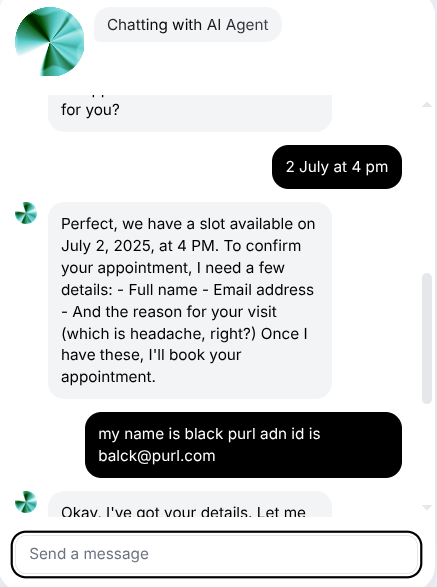 Chatting with AI Agent
for you?
2 July at 4 pm
Perfect, we have a slot available on
July 2, 2025, at 4 PM. To confirm
your appointment, I need a few
details: - Full name - Email address
- And the reason for your visit
(which is headache, right?) Once I
have these, I'll book your
appointment.
my name is black purl adn id is
balck@purl.com
Okay, I've got your details. Let me
Send a message